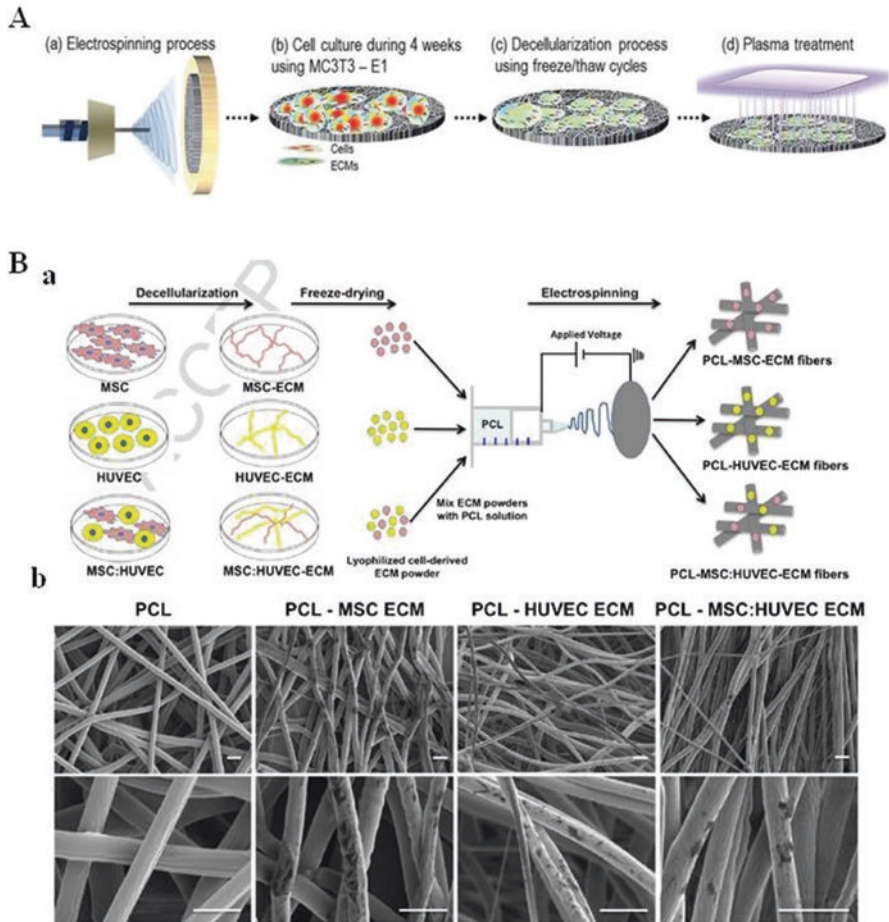 A
(a) Electrospinning process
(b) Cell culture during 4 weeks
using MC3T3 – E1
(c) Decellularization process
using freeze/thaw cycles
(d) Plasma treatment
Cells
ECMs
B
a
Decellularization
Freeze-drying
Electrospinning
Applied Voltage
MSC
MSC-ECM
PCL
PCL-MSC-ECM fibers
HUVEC
HUVEC-ECM
PCL-HUVEC-ECM fibers
Mix ECM powders
with PCL solution
MSC:HUVEC
MSC:HUVEC-ECM
Lyophilized cell-derived
ECM powder
PCL-MSC:HUVEC-ECM fibers
b
PCL
PCL - MSC ECM
PCL - HUVEC ECM
PCL - MSC:HUVEC ECM